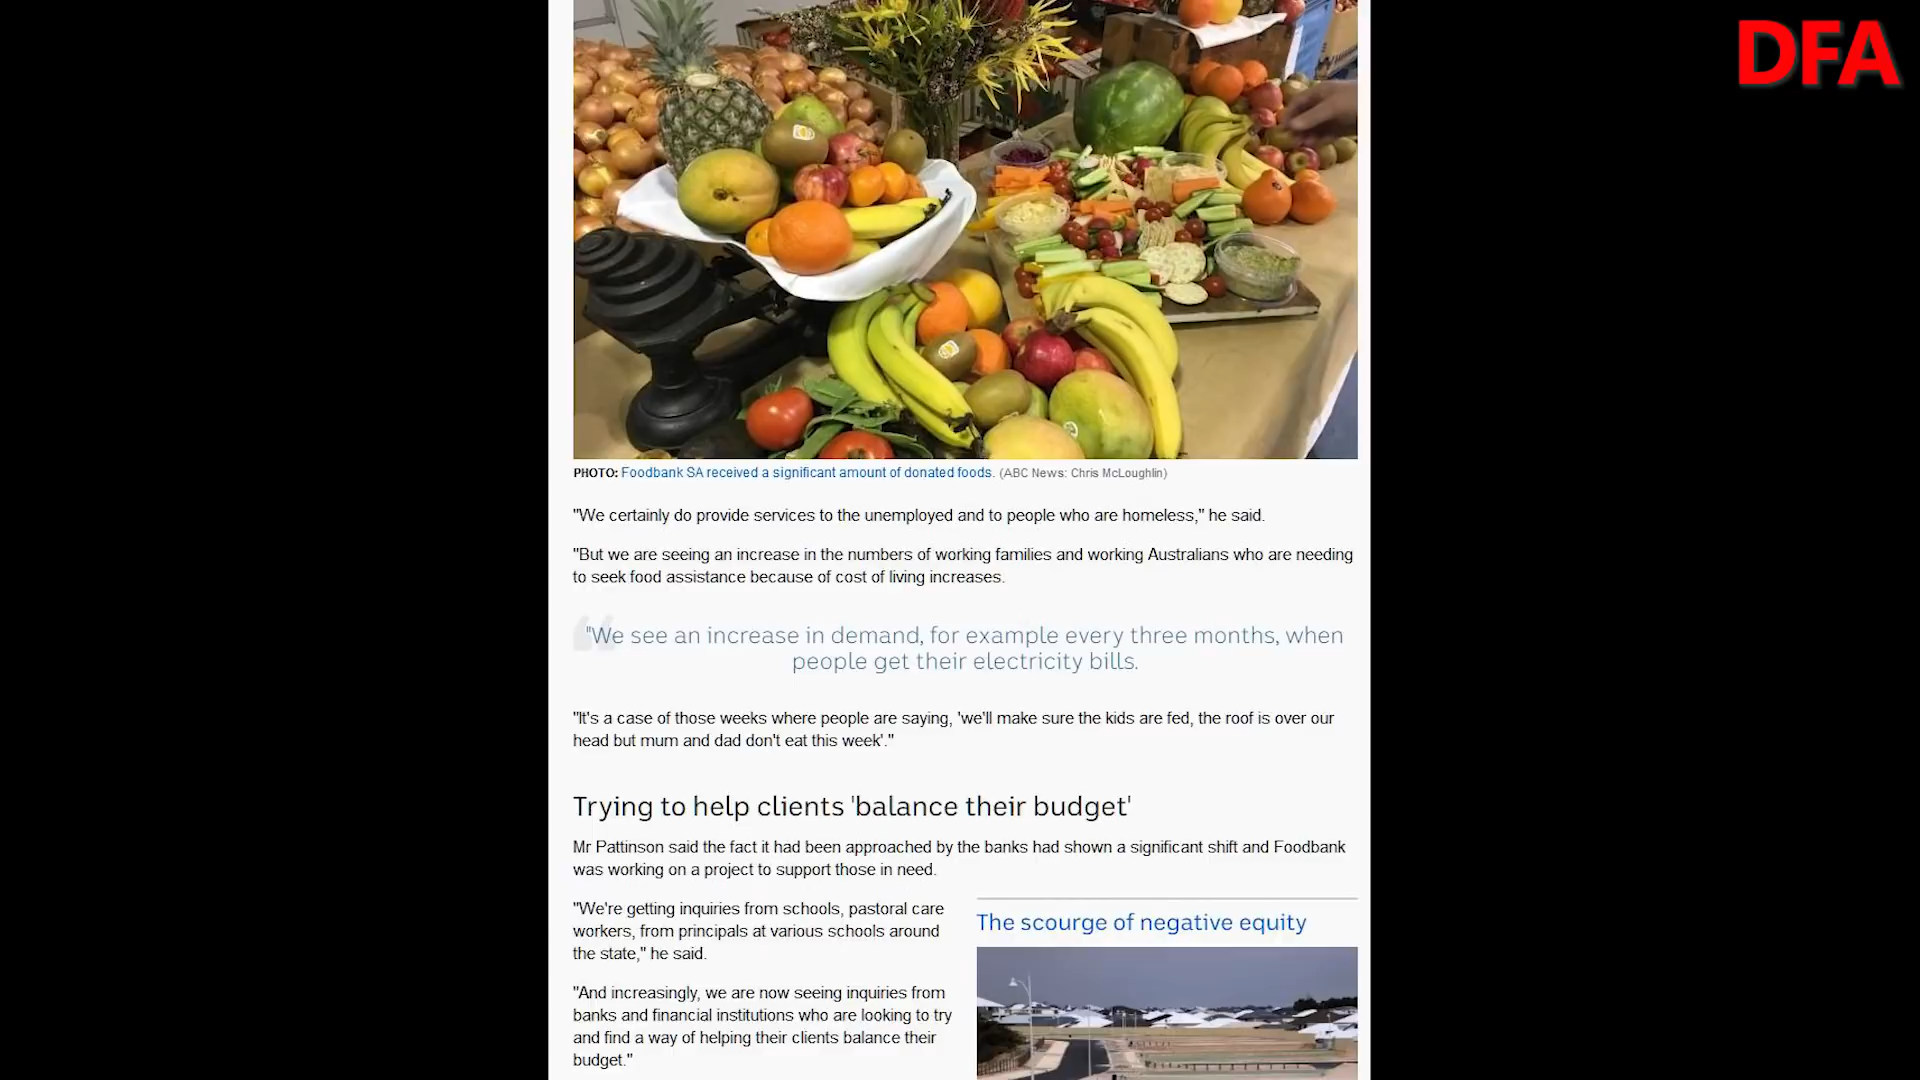 DFA
PHOTO: Foodbank SA received a significant amount of donated foods. (ABC News: Chris McLoughlin)
"We certainly do provide services to the unemployed and to people who are homeless," he said.
"But we are seeing an increase in the numbers of working families and working Australians who are needing
to seek food assistance because of cost of living increases.
"We see an increase in demand, for example every three months, when
people get their electricity bills.
"It's a case of those weeks where people are saying, 'we'll make sure the kids are fed, the roof is over our
head but mum and dad don't eat this week'."
Trying to help clients 'balance their budget'
Mr Pattinson said the fact it had been approached by the banks had shown a significant shift and Foodbank
was working on a project to support those in need.
"We're getting inquiries from schools, pastoral care
workers, from principals at various schools around
the state," he said.
"And increasingly, we are now seeing inquiries from
banks and financial institutions who are looking to try
and find a way of helping their clients balance their
budget."
The scourge of negative equity